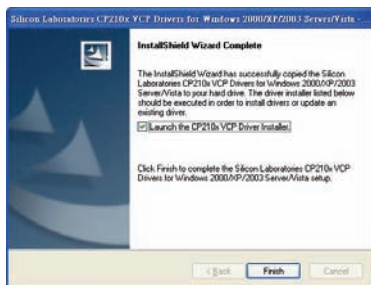 Silicon Laboratories CP210x VCP Drivers for Windows 2000/XP/2003 Server/Vista - ...
InstallShield Wizard Complete
The InstallShield Wizard has successfully copied the Silicon
Laboratories CP210x VCP Drivers for Windows 2000/XP/2003
Server/Vista to your hard drive. The driver installer listed below
should be executed in order to install drivers or update an
existing driver.
Launch the CP210x VCP Driver Installer.
Click Finish to complete the Silicon Laboratories CP210x VCP
Drivers for Windows 2000/XP/2003 Server/Vista setup.
< Back Finish Cancel